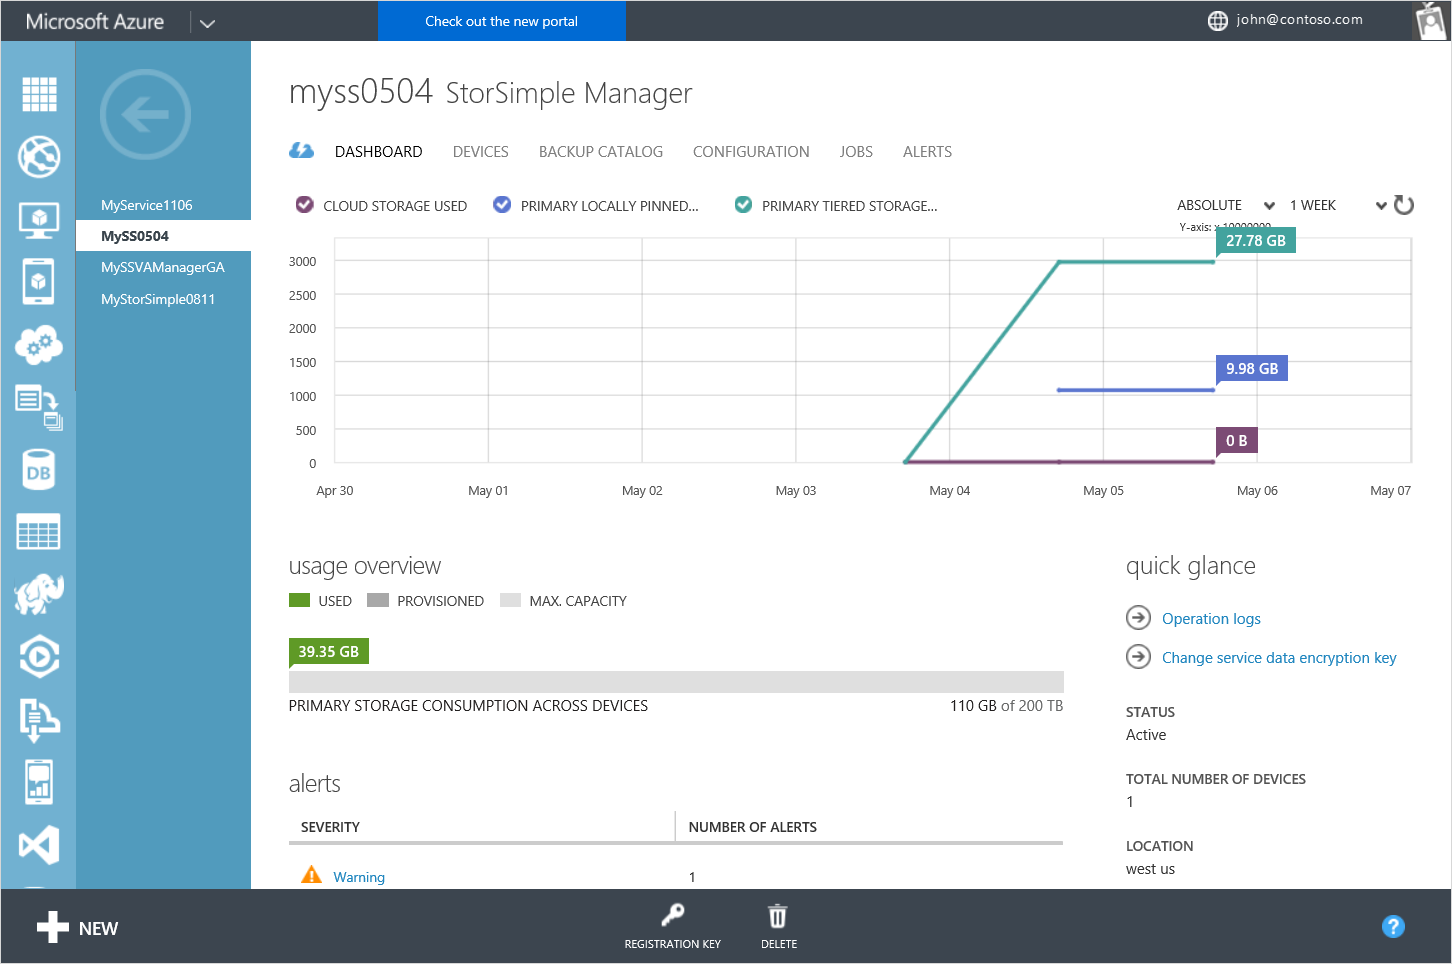 Microsoft Azure
Check out the new portal
john@contoso.com
MyService1106
MySS0504
MySSVAManagerGA
MyStorSimple0811
DB
myss0504 StorSimple Manager
DASHBOARD DEVICES BACKUP CATALOG CONFIGURATION JOBS ALERTS
CLOUD STORAGE USED PRIMARY LOCALLY PINNED... PRIMARY TIERED STORAGE... ABSOLUTE 1 WEEK
Y-axis: x 10000000
27.78 GB
3000
2500
2000
1500
9.98 GB
1000
500
0 B
0
Apr 30 May 01 May 02 May 03 May 04 May 05 May 06 May 07
usage overview
USED PROVISIONED MAX. CAPACITY
39.35 GB
PRIMARY STORAGE CONSUMPTION ACROSS DEVICES 110 GB of 200 TB
alerts
SEVERITY NUMBER OF ALERTS
Warning 1
quick glance
Operation logs
Change service data encryption key
STATUS
Active
TOTAL NUMBER OF DEVICES
1
LOCATION
west us
NEW
REGISTRATION KEY
DELETE
?